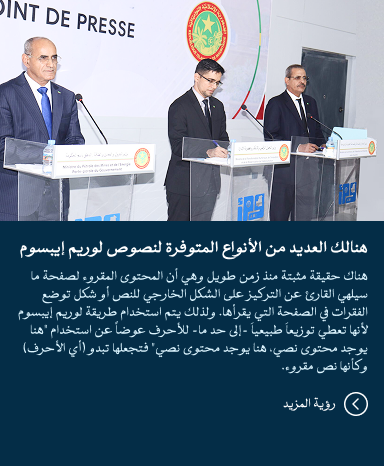 OINT DE PRESSE
هنالك العديد من الأنواع المتوفرة لنصوص لوريم إيبسوم
هناك حقيقة مثبتة منذ زمن طويل وهي أن المحتوى المقروء لصفحة ما
سيلهي القارئ عن التركيز على الشكل الخارجي للنص أو شكل توضع
الفقرات في الصفحة التي يقرأها. ولذلك يتم استخدام طريقة لوريم إيبسوم
لأنها تعطي توزيعاَ طبيعياَ -إلى حد ما- للأحرف عوضاً عن استخدام "هنا
يوجد محتوى نصي، هنا يوجد محتوى نصي" فتجعلها تبدو (أي الأحرف)
وكأنها نص مقروء.
رؤية المزيد